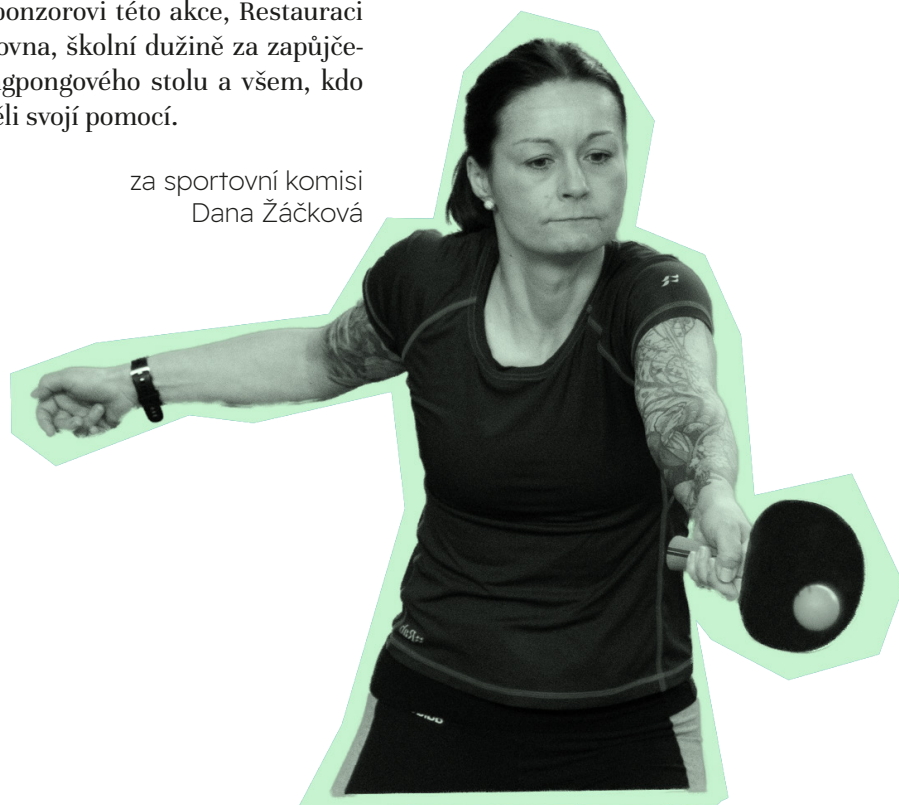 ponzorovi této akce, Restauraci
ovna, školní dužině za zapůjče-
gpongového stolu a všem, kdo
ěli svojí pomocí.
za sportovní komisi
Dana Žáčková